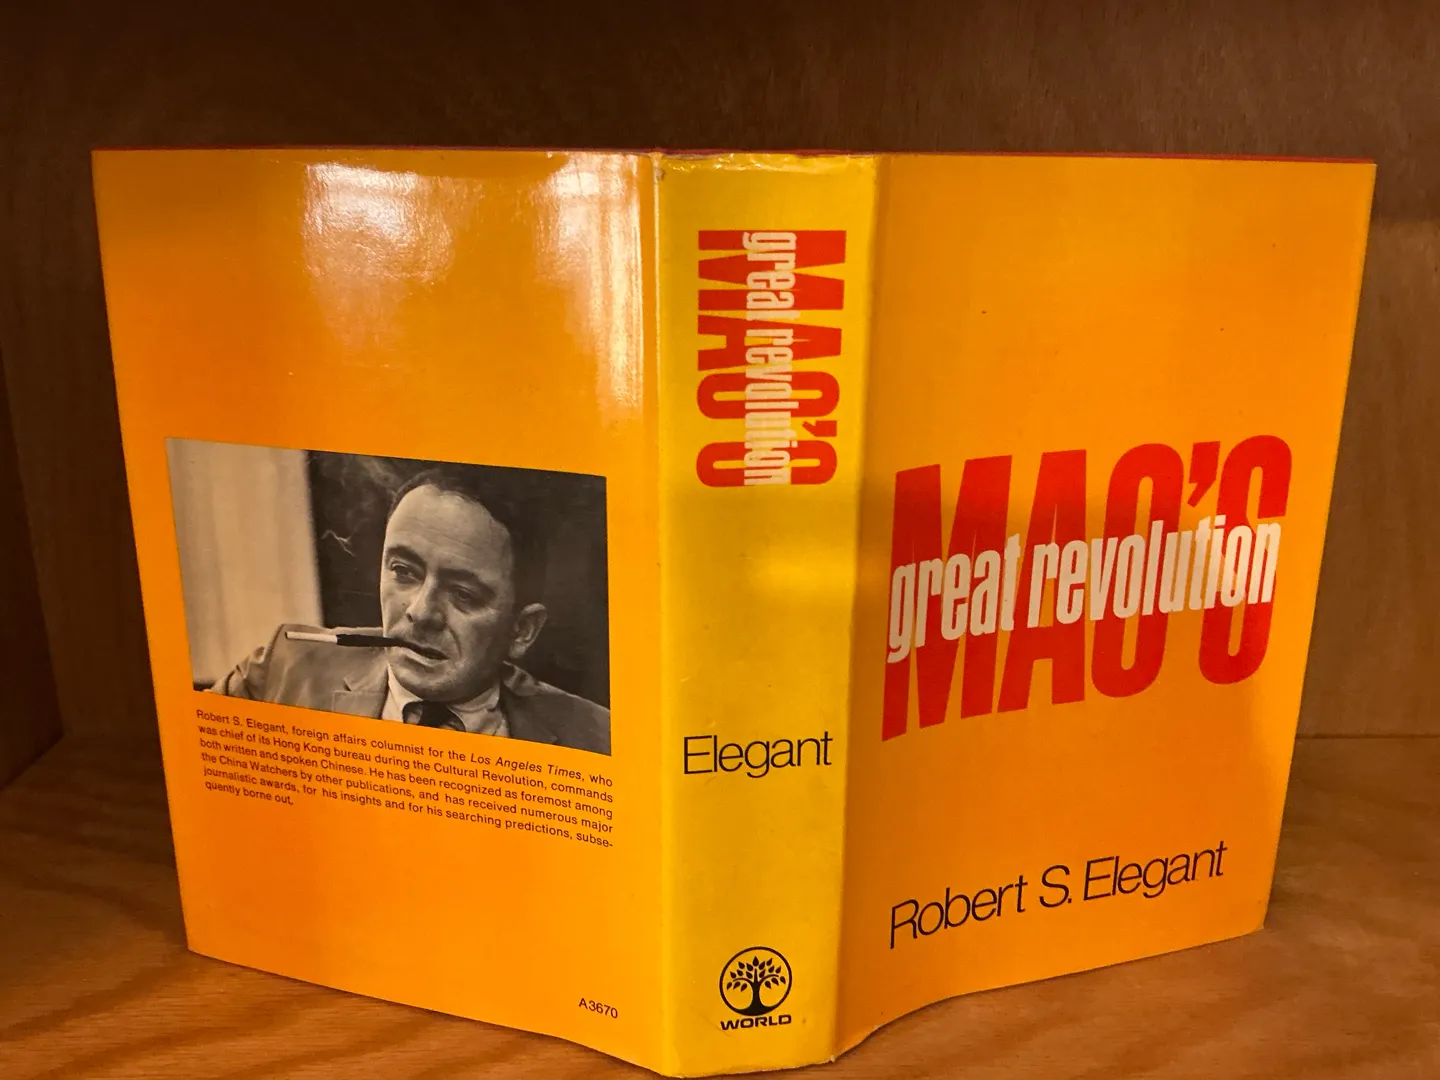 Robert S. Elegant, foreign affairs columnist for the Los Angeles Times, who
was chief of its Hong Kong bureau during the Cultural Revolution, commands
both written and spoken Chinese. He has been recognized as foremost among
the China Watchers by other publications, and has received numerous major
journalistic awards, for his insights and for his searching predictions, subse-
quently borne out.
A3670
MAO'S
great revolution
Elegant
WORLD
MAO'S
great revolution
Robert S. Elegant